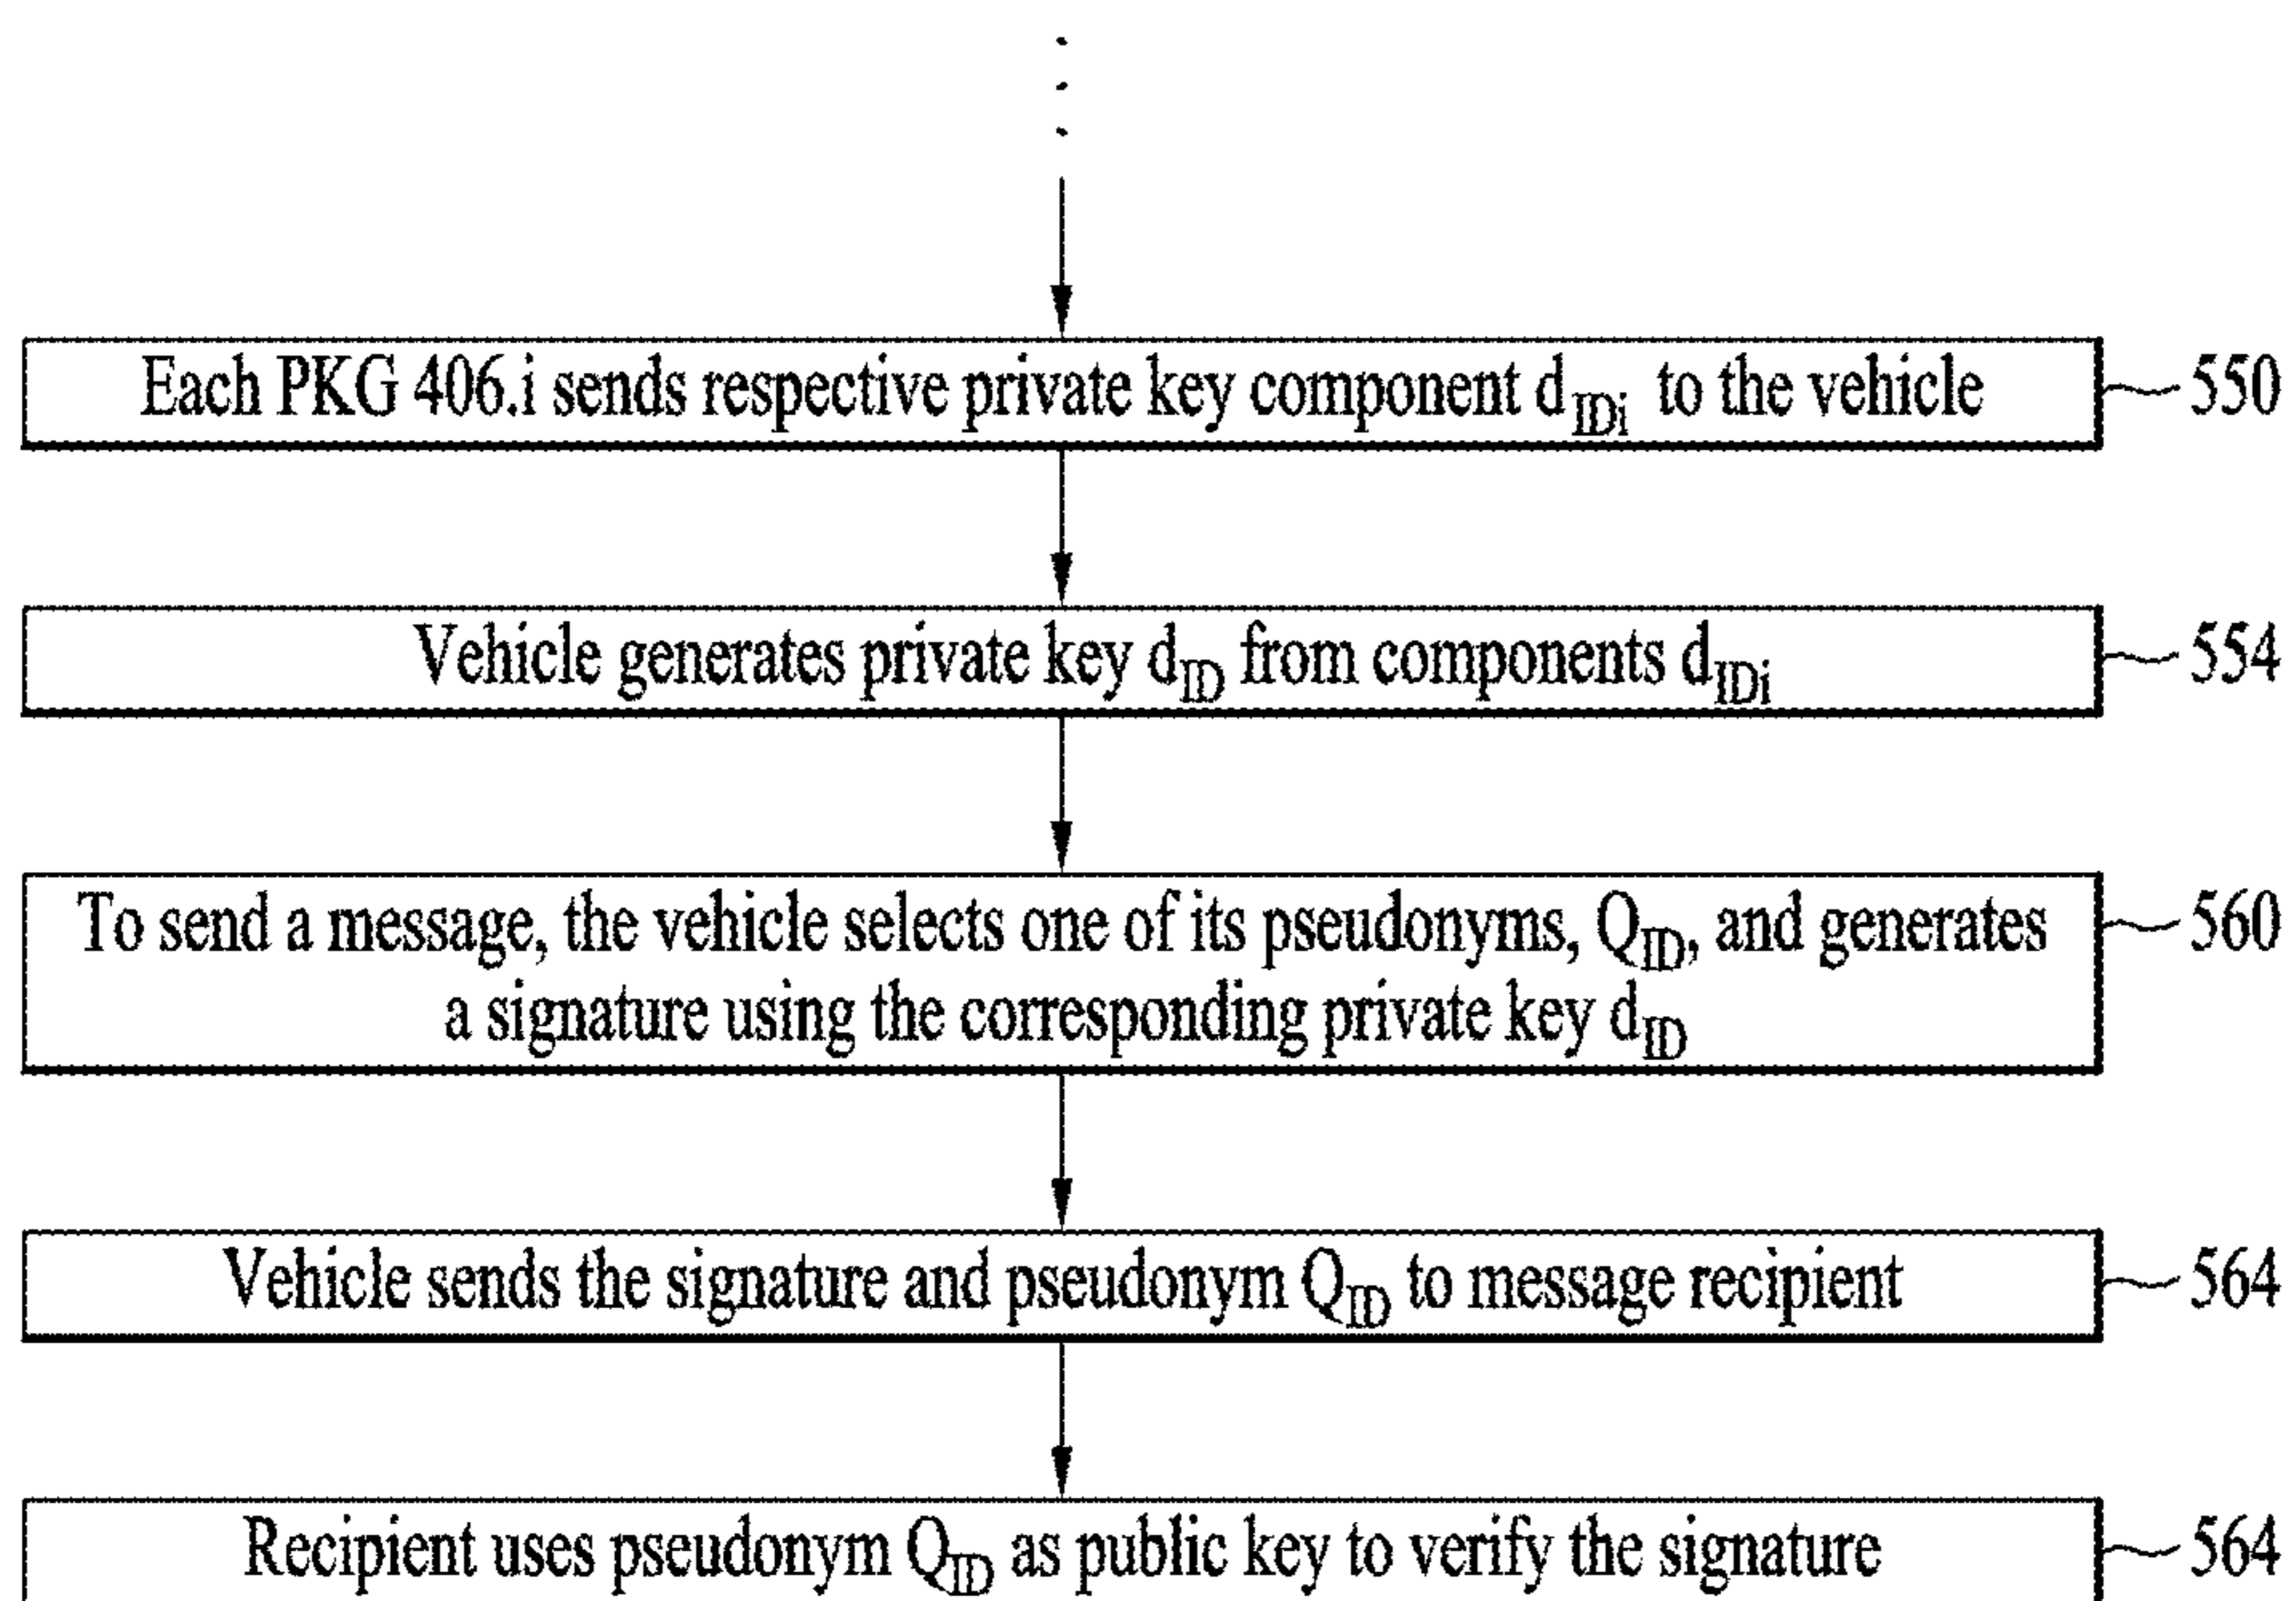 Each PKG 406.i sends respective private key component d_IDi to the vehicle 550
Vehicle generates private key d_ID from components d_IDi 554
To send a message, the vehicle selects one of its pseudonyms, Q_ID, and generates 560
a signature using the corresponding private key d_ID
Vehicle sends the signature and pseudonym Q_ID to message recipient 564
Recipient uses pseudonym Q_ID as public key to verify the signature 564